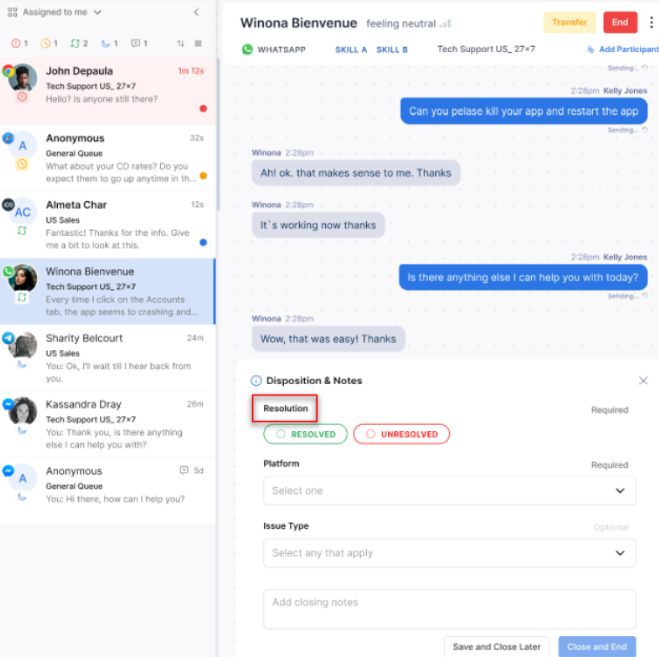 Assigned to me
1 1 2 1 1
John Depaula 1m 12s
Tech Support US_ 27×7
Hello? Is anyone still there?
A
Anonymous 32s
General Queue
What about your CD rates? Do you
expect them to go up anytime in th...
iOS
AC
Almeta Char 12s
US Sales
Fantastic! Thanks for the info. Give
me a bit to look at this.
Winona Bienvenue
Tech Support US_ 27×7
Every time I click on the Accounts
tab, the app seems to crashing and...
Sharity Belcourt 24m
US Sales
You: Ok, I'll wait till I hear back from
you.
Kassandra Dray 26m
Tech Support US_ 27×7
You: Thank you, is there anything
else I can help you with?
A
Anonymous 5d
General Queue
You: Hi there, how can I help you?
Winona Bienvenue feeling neutral
Transfer
End
WHATSAPP SKILL A SKILL B Tech Support US_ 27×7 Add Participant
Sending...
2:28pm Kelly Jones
Can you pelase kill your app and restart the app
Sending...
Winona 2:28pm
Ah! ok. that makes sense to me. Thanks
Winona 2:28pm
It`s working now thanks
2:28pm Kelly Jones
Is there anything else I can help you with today?
Sending...
Winona 2:28pm
Wow, that was easy! Thanks
Disposition & Notes
Resolution Required
RESOLVED UNRESOLVED
Platform Required
Select one
Issue Type Optional
Select any that apply
Add closing notes
Save and Close Later Close and End